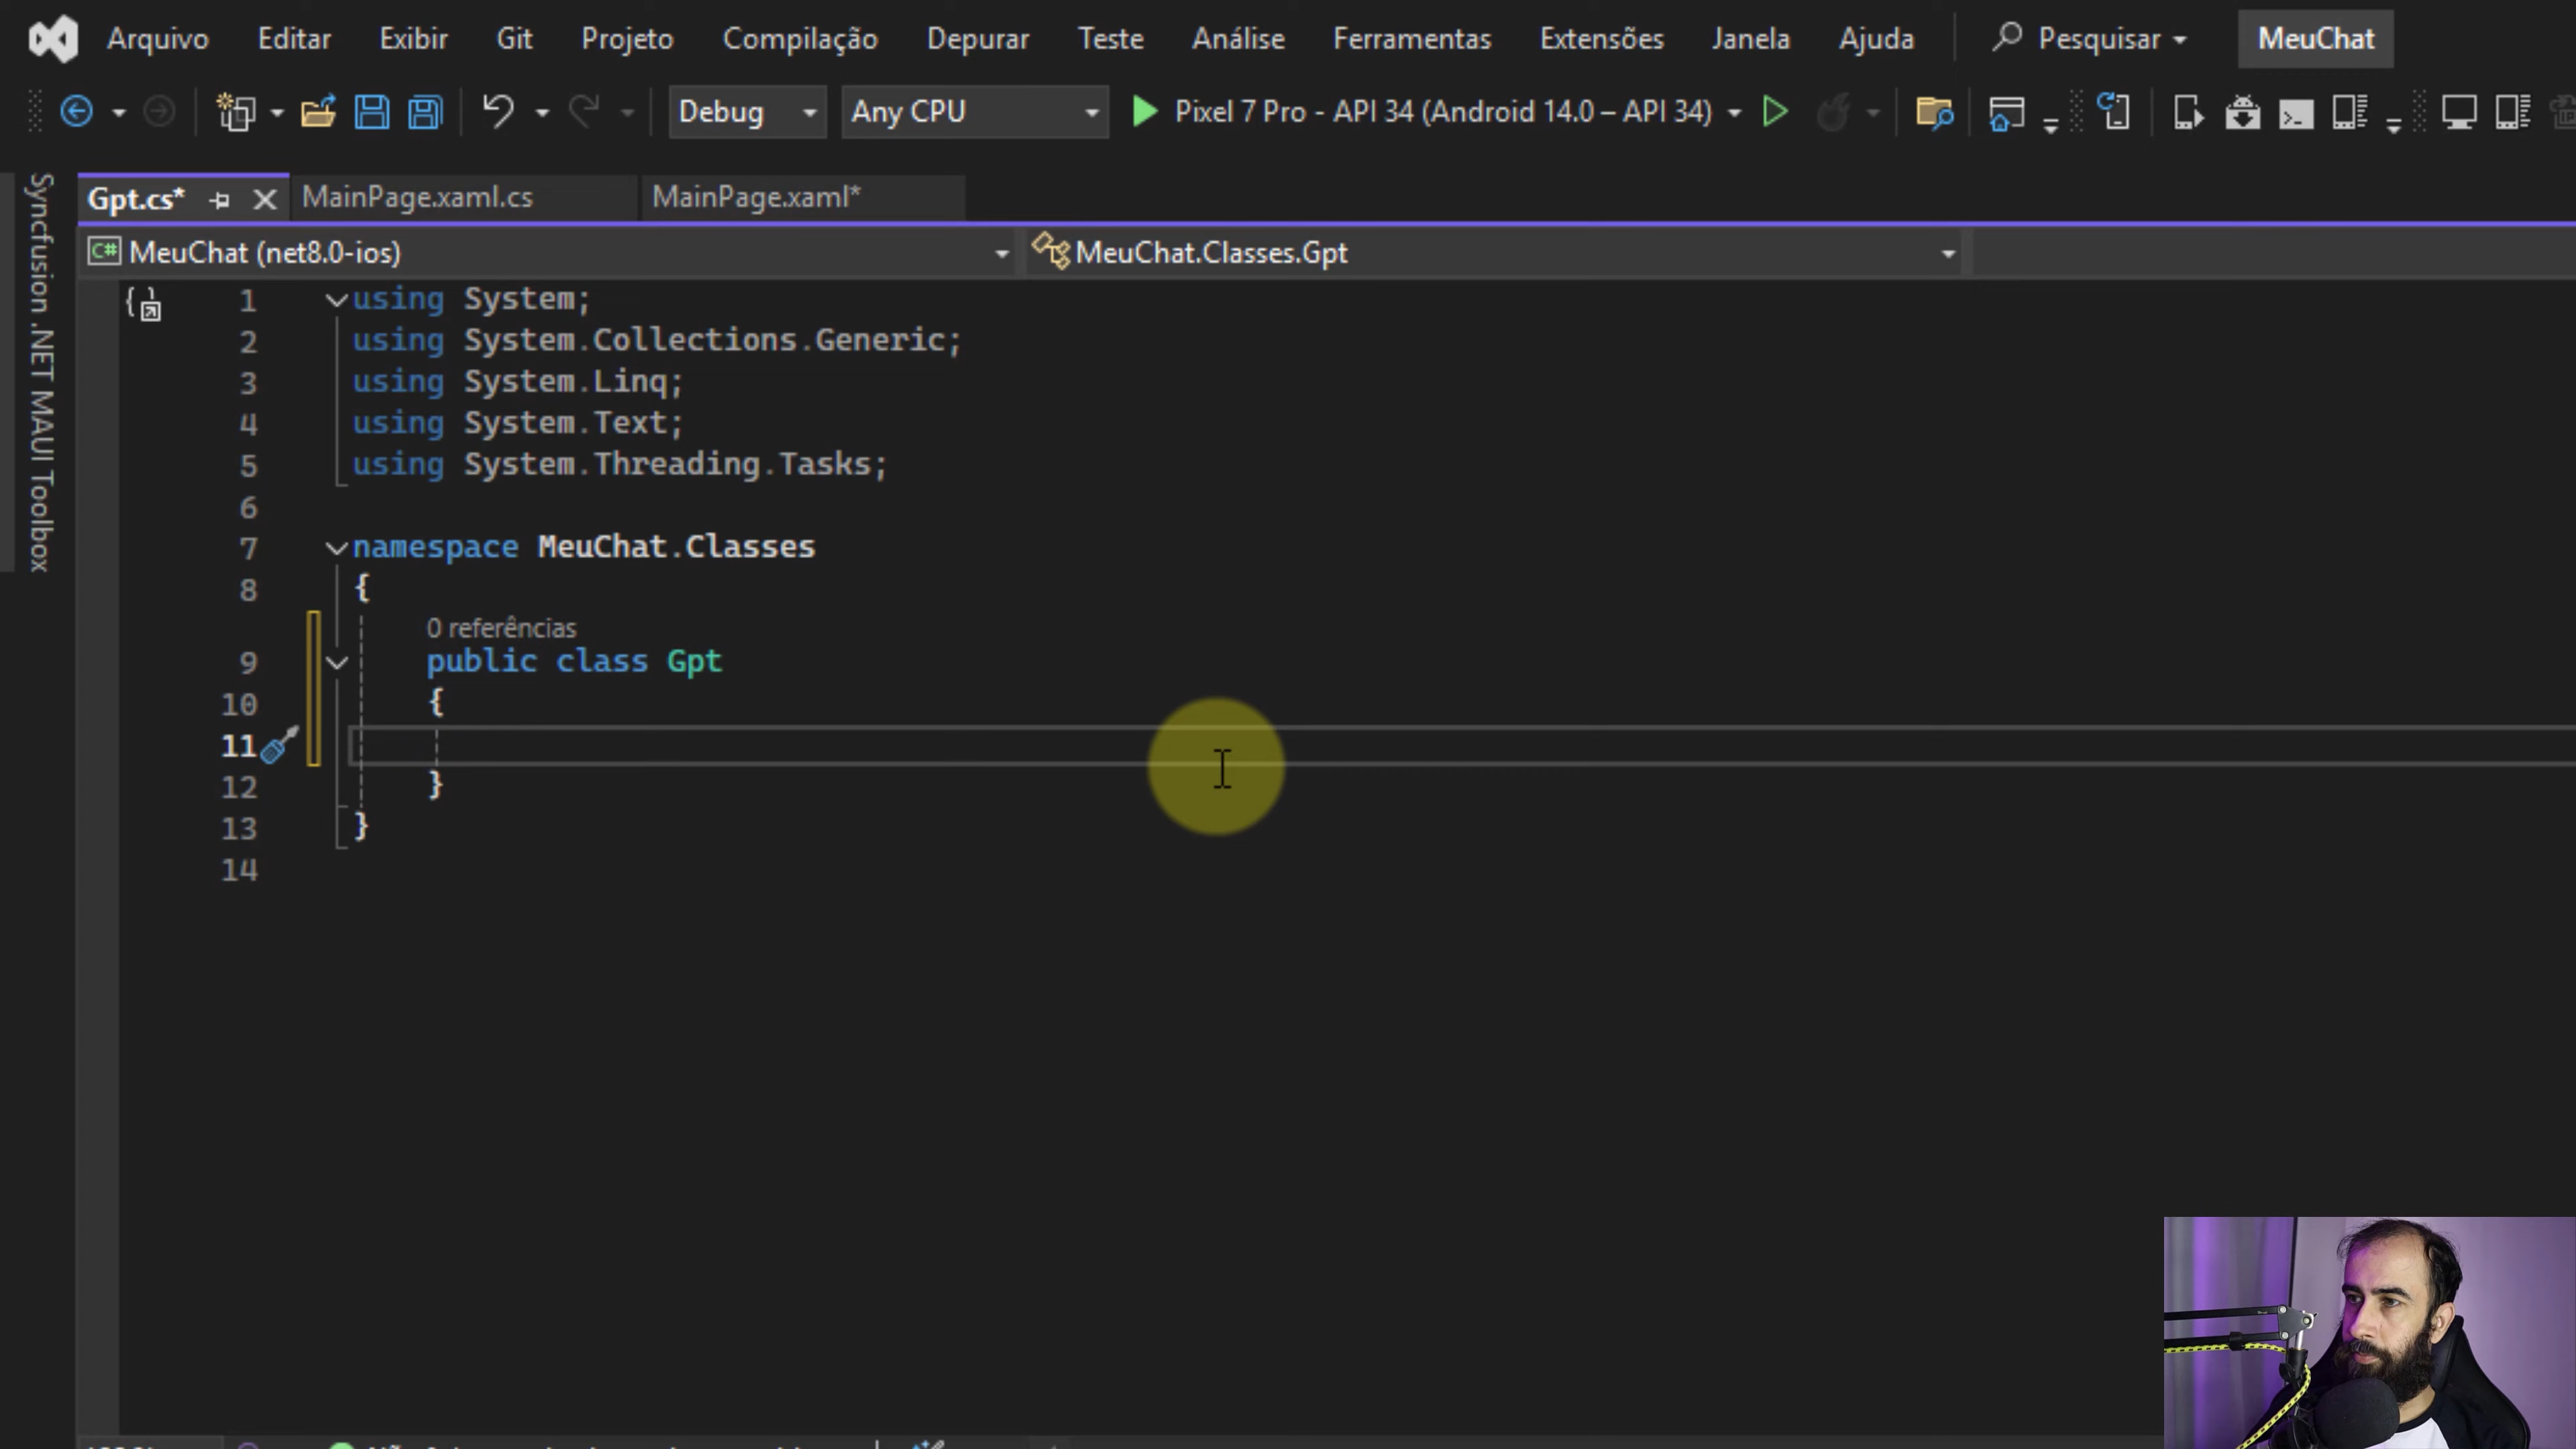 Arquivo Editar Exibir Git Projeto Compilação Depurar Teste Análise Ferramentas Extensões Janela Ajuda Pesquisar MeuChat
Debug Any CPU Pixel 7 Pro - API 34 (Android 14.0 – API 34)
Syncfusion .NET MAUI Toolbox
Gpt.cs* MainPage.xaml.cs MainPage.xaml*
C# MeuChat (net8.0-ios) MeuChat.Classes.Gpt
1 using System;
2 using System.Collections.Generic;
3 using System.Linq;
4 using System.Text;
5 using System.Threading.Tasks;
6
7 namespace MeuChat.Classes
8 {
0 referências
9 public class Gpt
10 {
11
12 }
13 }
14